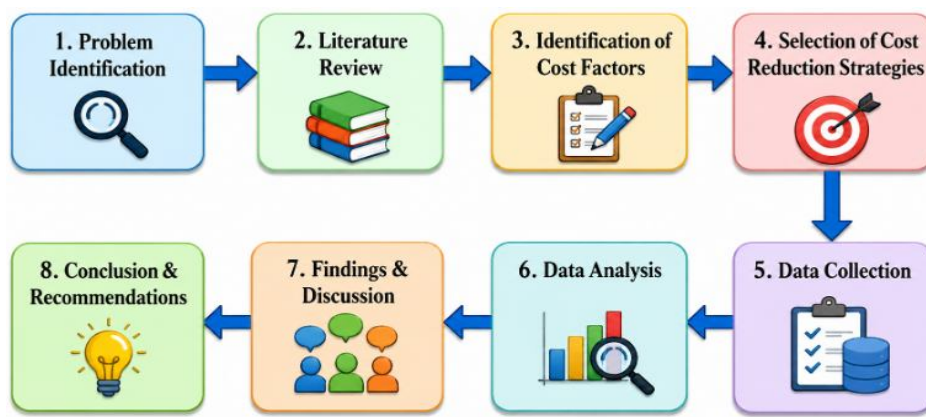 1. Problem
Identification
2. Literature
Review
3. Identification of
Cost Factors
4. Selection of Cost
Reduction Strategies
5. Data Collection
6. Data Analysis
7. Findings &
Discussion
8. Conclusion &
Recommendations